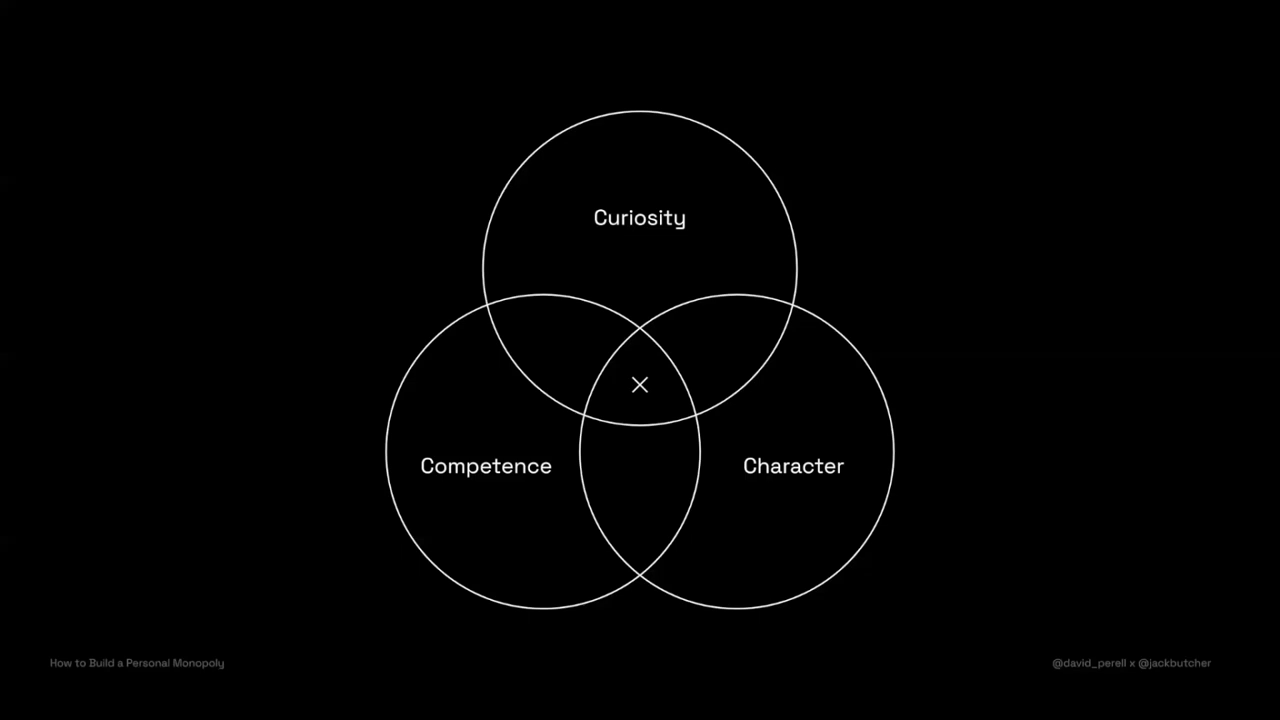 Curiosity
Competence
Character
How to Build a Personal Monopoly
@david_perell x @jackbutcher